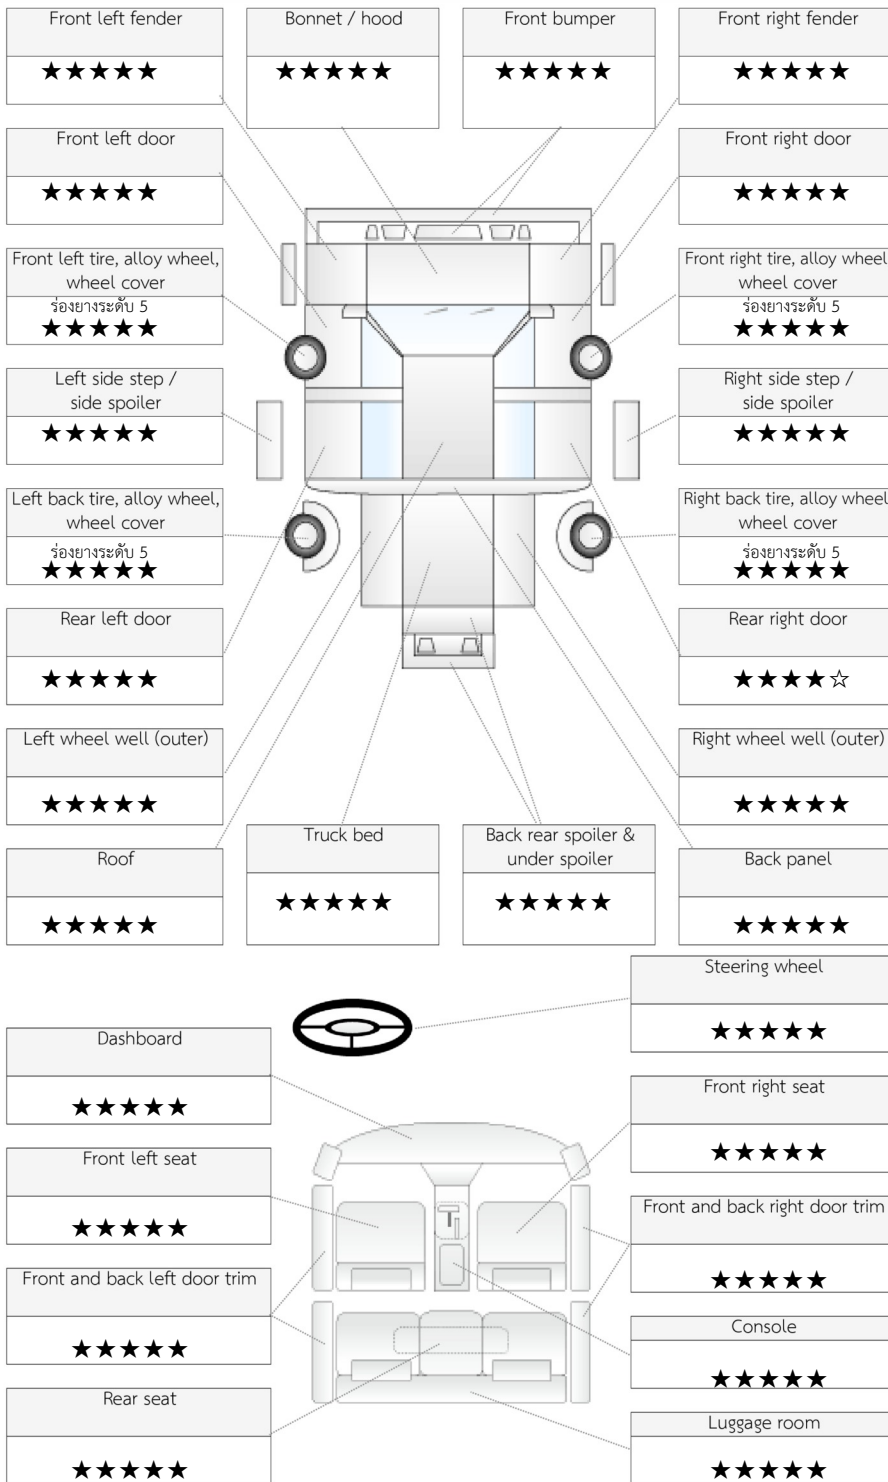 Front left fender
★★★★★
Bonnet / hood
★★★★★
Front bumper
★★★★★
Front right fender
★★★★★
Front left door
★★★★★
Front right door
★★★★★
Front left tire, alloy wheel,
wheel cover
ร่องยางระดับ 5
★★★★★
Front right tire, alloy wheel
wheel cover
ร่องยางระดับ 5
★★★★★
Left side step /
side spoiler
★★★★★
Right side step /
side spoiler
★★★★★
Left back tire, alloy wheel,
wheel cover
ร่องยางระดับ 5
★★★★★
Right back tire, alloy wheel
wheel cover
ร่องยางระดับ 5
★★★★★
Rear left door
★★★★★
Rear right door
★★★★☆
Left wheel well (outer)
★★★★★
Right wheel well (outer)
★★★★★
Roof
★★★★★
Truck bed
★★★★★
Back rear spoiler &
under spoiler
★★★★★
Back panel
★★★★★
Steering wheel
★★★★★
Dashboard
★★★★★
Front right seat
★★★★★
Front left seat
★★★★★
Front and back right door trim
★★★★★
Front and back left door trim
★★★★★
Console
★★★★★
Rear seat
★★★★★
Luggage room
★★★★★